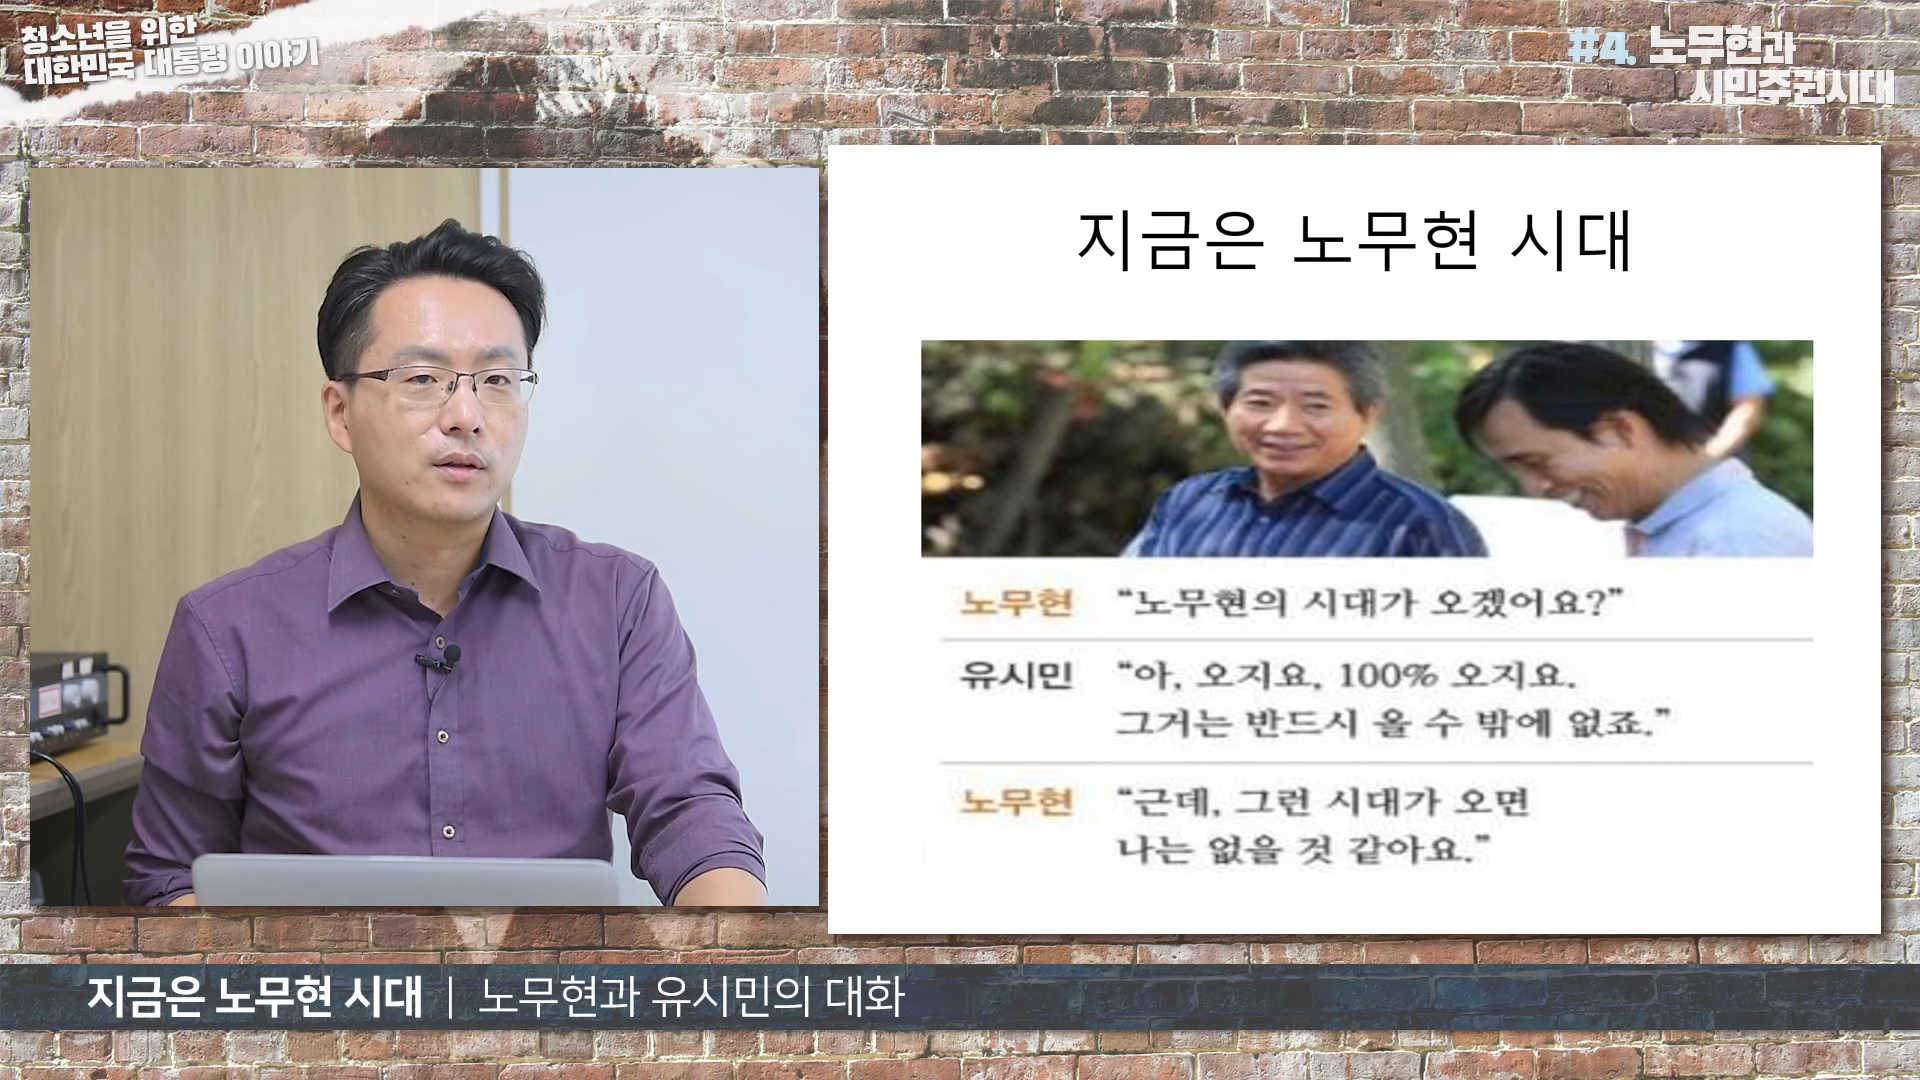 청소년을 위한
대한민국 대통령 이야기
#4. 노무현과
시민주권시대
지금은 노무현 시대
노무현 “노무현의 시대가 오겠어요?”
유시민 “아, 오지요, 100% 오지요.
그거는 반드시 올 수 밖에 없죠.”
노무현 “근데, 그런 시대가 오면
나는 없을 것 같아요.”
지금은 노무현 시대 | 노무현과 유시민의 대화